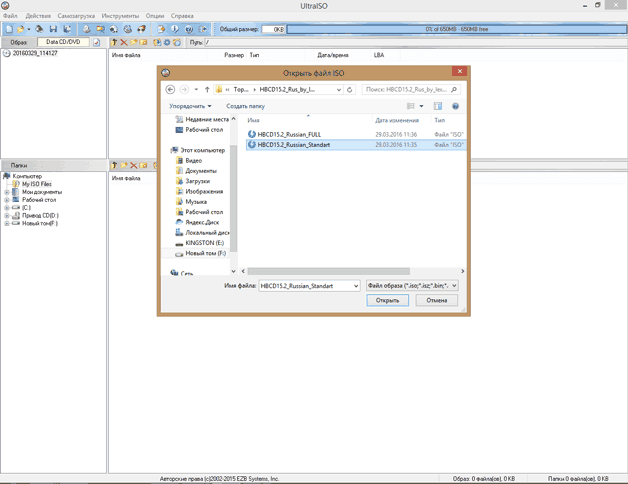 UltraISO
Файл Действия Самозагрузка Инструменты Опции Справка
Общий размер: 0KB 0% of 650MB - 650MB free
Образ: Data CD/DVD Путь: /
20160329_114127
Имя файла Размер Тип Дата/время LBA
Открыть файл ISO
« Тор... › HBCD15.2_Rus_by_l... Поиск: HBCD15.2_Rus_by_lex...
Упорядочить Создать папку
Недавние места
Рабочий стол
Этот компьютер
Видео
Документы
Загрузки
Изображения
Музыка
Рабочий стол
Яндекс.Диск
Локальный диск
KINGSTON (E:)
Новый том (F:)
Сеть
Имя Дата изменения Тип
HBCD15.2_Russian_FULL 29.03.2016 11:36 Файл "ISO"
HBCD15.2_Russian_Standart 29.03.2016 11:35 Файл "ISO"
Имя файла: HBCD15.2_Russian_Standart Файл образа (*.iso;*.isz;*.bin;*.
Открыть Отмена
Папки
Компьютер
My ISO Files
Мои документы
Рабочий стол
(C:)
Привод CD(D:)
Новый том(F:)
Имя файла
Авторские права (c)2002-2015 EZB Systems, Inc. Образ: 0 файла(ов), 0 KB Папки 0 файла(ов), 0 KB